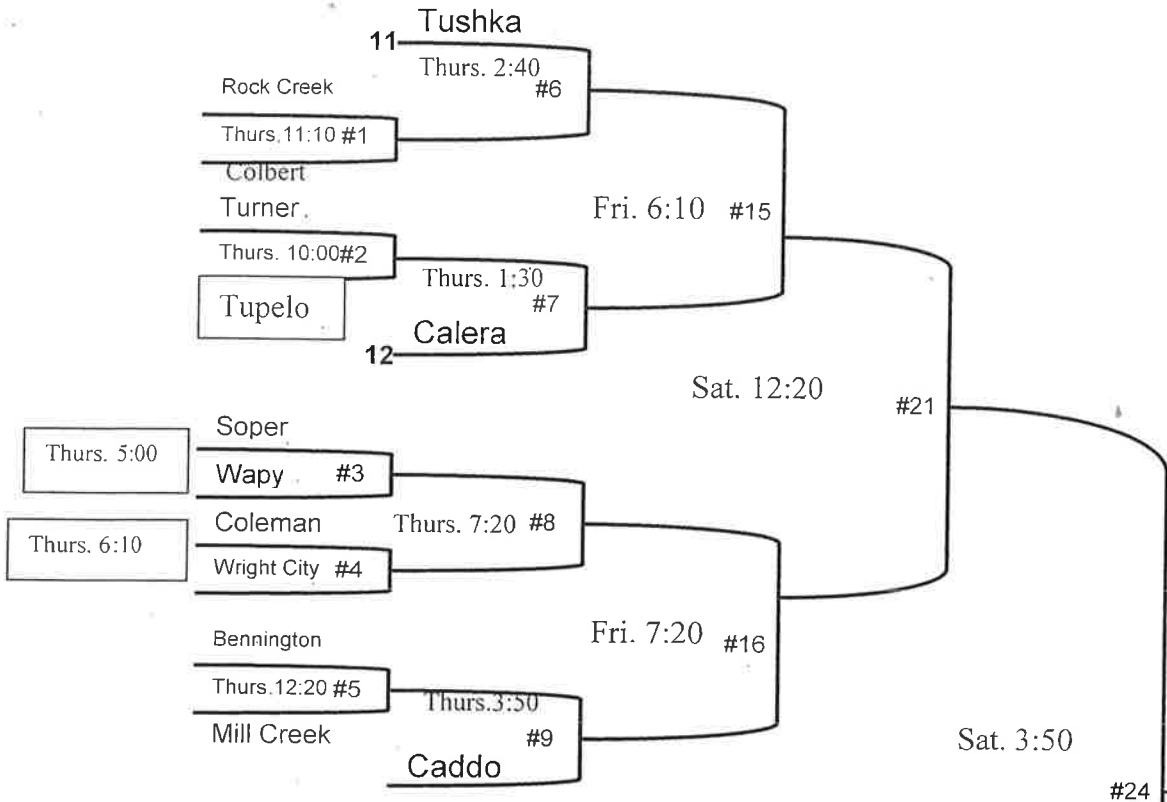 Tushka
11
Thurs. 2:40
#6
Rock Creek
Thurs. 11:10 #1
Colbert
Turner
Thurs. 10:00#2
Tupelo
Thurs. 1:30
#7
Calera
12
Fri. 6:10 #15
Sat. 12:20
#21
Soper
Thurs. 5:00
Wapy #3
Coleman
Thurs. 7:20 #8
Thurs. 6:10
Wright City #4
Bennington
Thurs.12:20 #5
Mill Creek
Thurs.3:50
#9
Caddo
Fri. 7:20 #16
Sat. 3:50
#24